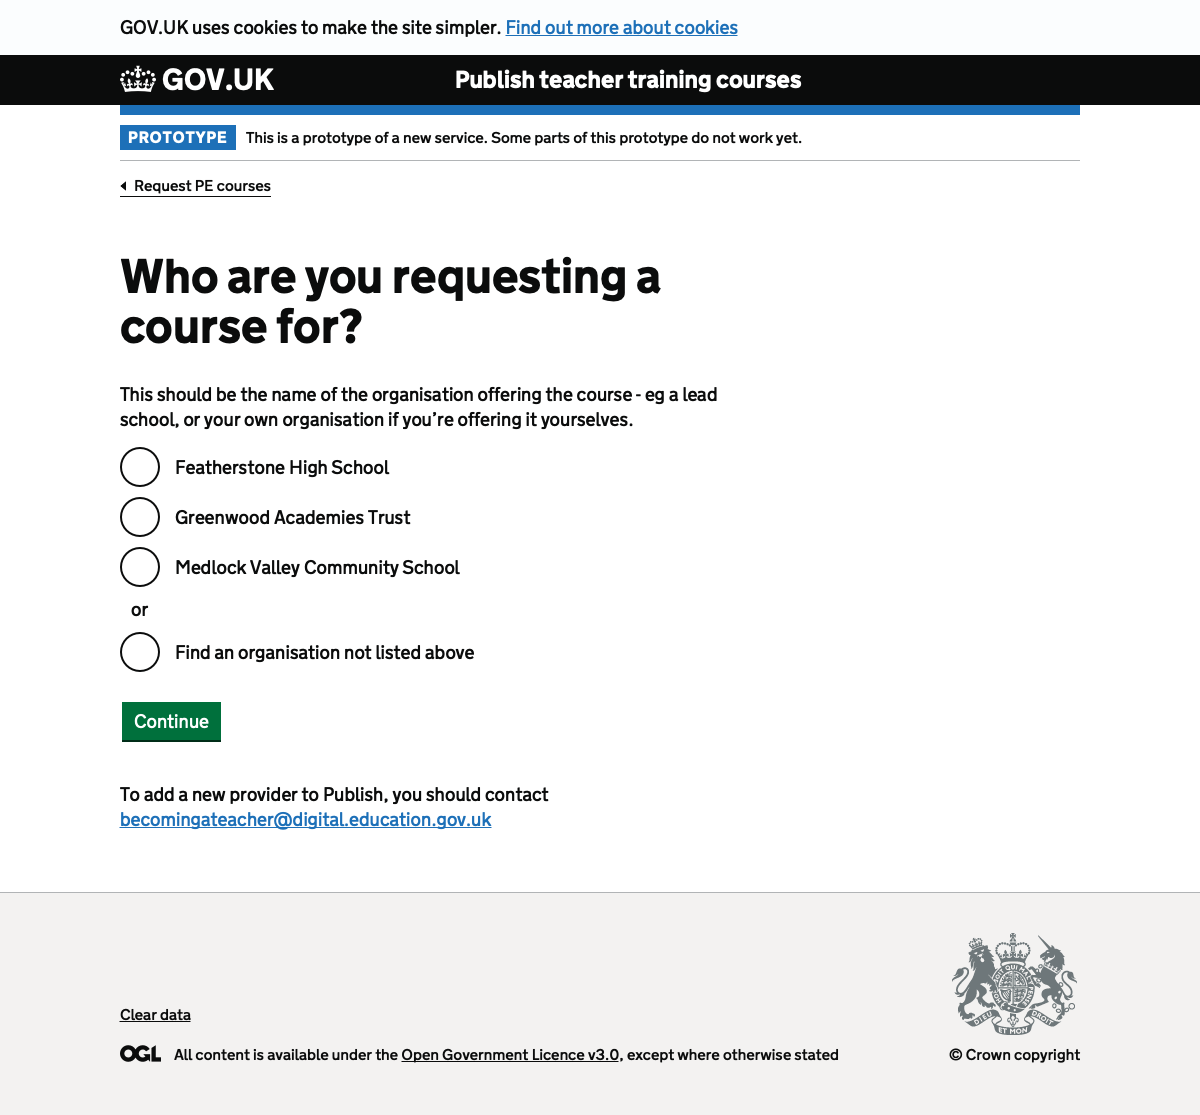 GOV.UK uses cookies to make the site simpler. Find out more about cookies
GOV.UK Publish teacher training courses
PROTOTYPE This is a prototype of a new service. Some parts of this prototype do not work yet.
Request PE courses
Who are you requesting a
course for?
This should be the name of the organisation offering the course - eg a lead
school, or your own organisation if you’re offering it yourselves.
Featherstone High School
Greenwood Academies Trust
Medlock Valley Community School
or
Find an organisation not listed above
Continue
To add a new provider to Publish, you should contact
becomingateacher@digital.education.gov.uk
Clear data
OGL All content is available under the Open Government Licence v3.0, except where otherwise stated
DIEU ET MON DROIT
© Crown copyright